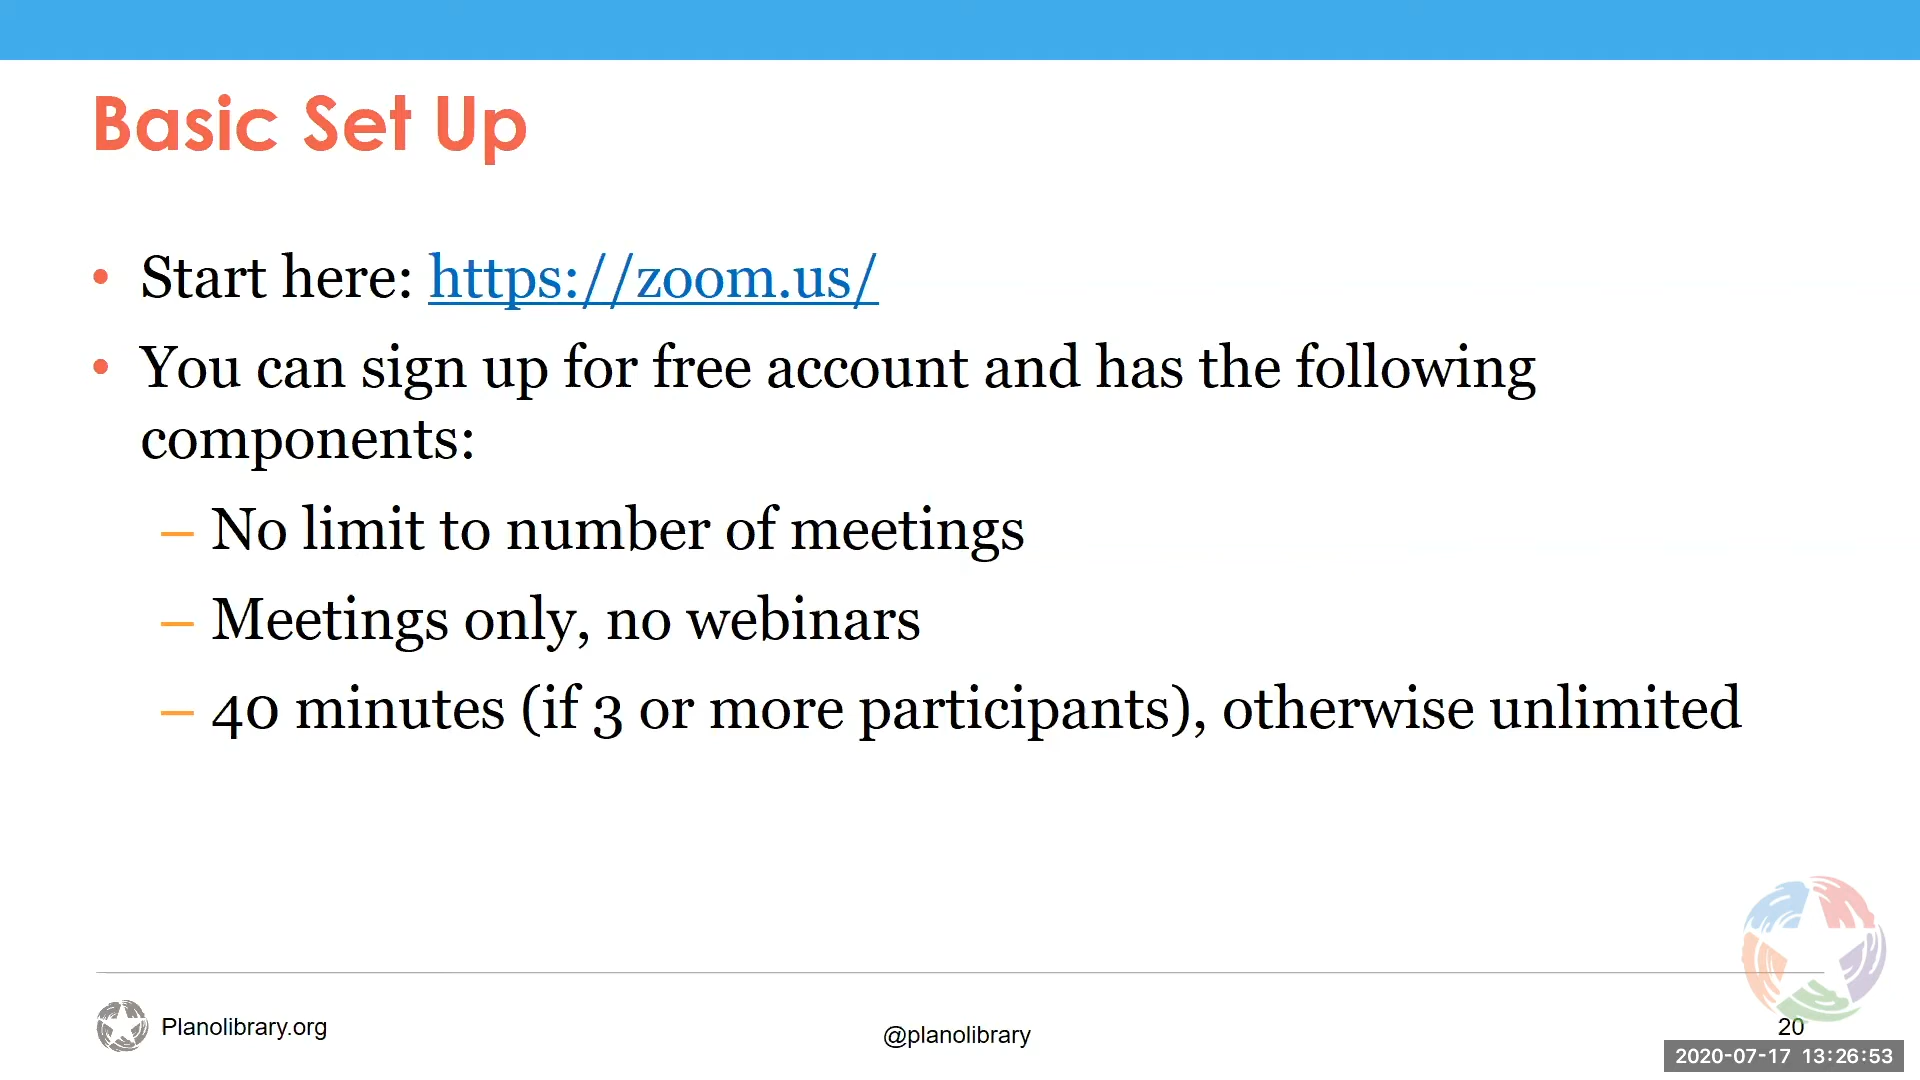 Basic Set Up
• Start here: https://zoom.us/
• You can sign up for free account and has the following
components:
– No limit to number of meetings
– Meetings only, no webinars
– 40 minutes (if 3 or more participants), otherwise unlimited
Planolibrary.org
@planolibrary
20
2020-07-17 13:26:53